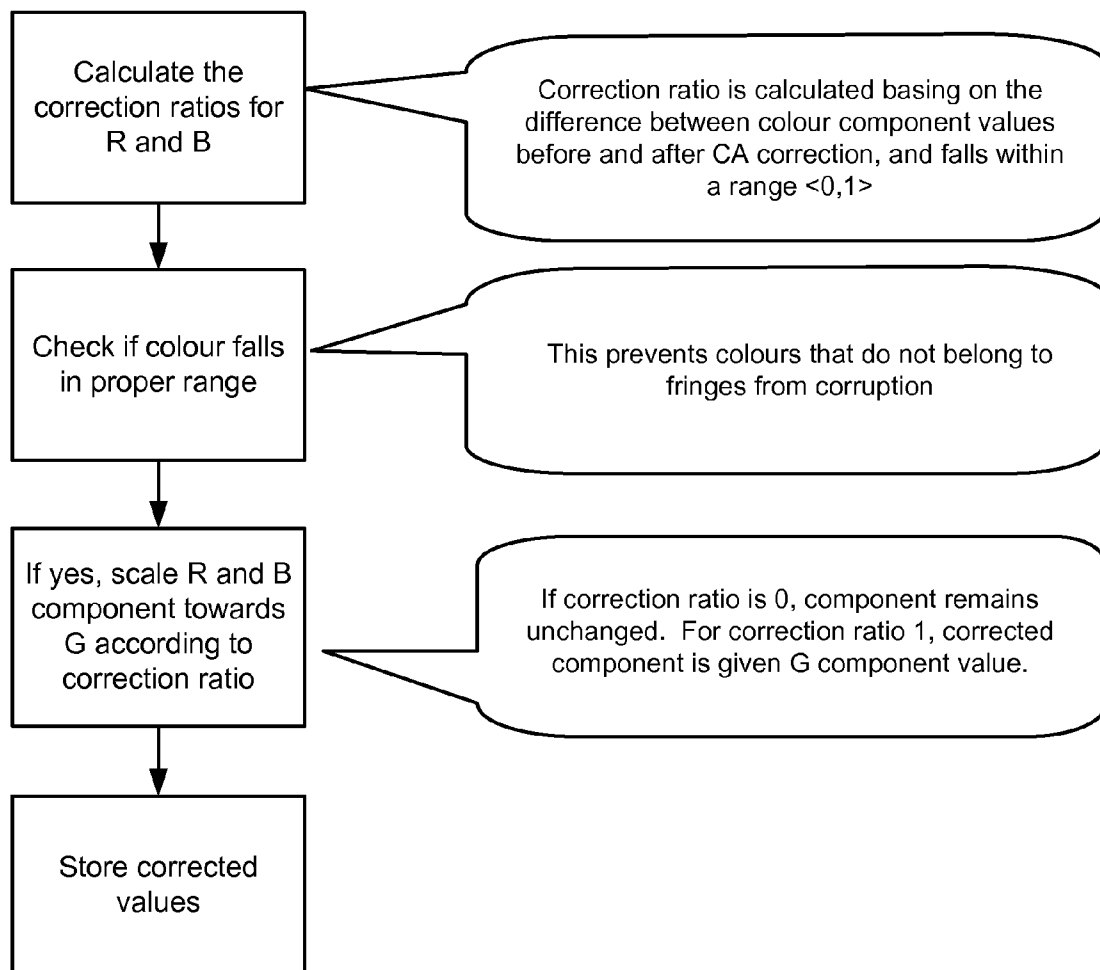 Calculate the
correction ratios for
R and B
Correction ratio is calculated basing on the
difference between colour component values
before and after CA correction, and falls within
a range <0,1>
Check if colour falls
in proper range
This prevents colours that do not belong to
fringes from corruption
If yes, scale R and B
component towards
G according to
correction ratio
If correction ratio is 0, component remains
unchanged.  For correction ratio 1, corrected
component is given G component value.
Store corrected
values